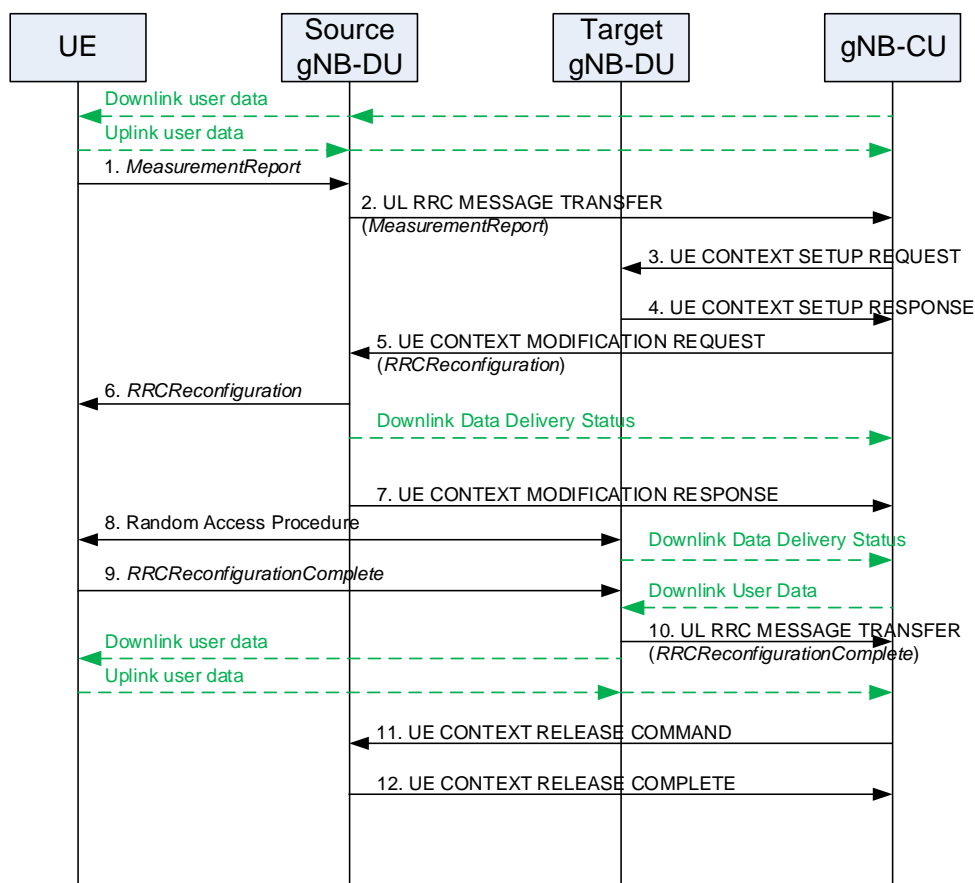 UE
Source
gNB-DU
Target
gNB-DU
gNB-CU
Downlink user data
Uplink user data
1. MeasurementReport
2. UL RRC MESSAGE TRANSFER
(MeasurementReport)
3. UE CONTEXT SETUP REQUEST
4. UE CONTEXT SETUP RESPONSE
5. UE CONTEXT MODIFICATION REQUEST
(RRCReconfiguration)
6. RRCReconfiguration
Downlink Data Delivery Status
7. UE CONTEXT MODIFICATION RESPONSE
8. Random Access Procedure
Downlink Data Delivery Status
9. RRCReconfigurationComplete
Downlink User Data
10. UL RRC MESSAGE TRANSFER
(RRCReconfigurationComplete)
Downlink user data
Uplink user data
11. UE CONTEXT RELEASE COMMAND
12. UE CONTEXT RELEASE COMPLETE